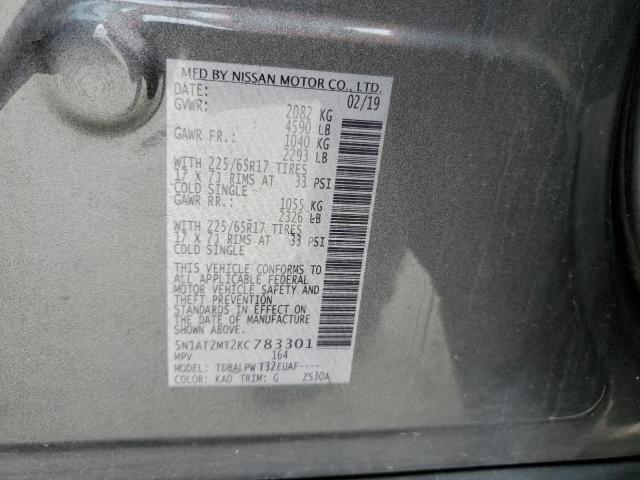 MFD BY NISSAN MOTOR CO., LTD.
DATE: 02/19
GVWR: 2082 KG
4590 LB
GAWR FR: 1040 KG
2293 LB
WITH 225/65R17 TIRES
17 X 7J RIMS AT 33 PSI
COLD SINGLE
GAWR RR: 1055 KG
2326 LB
WITH 225/65R17 TIRES
17 X 7J RIMS AT 33 PSI
COLD SINGLE
THIS VEHICLE CONFORMS TO
ALL APPLICABLE FEDERAL
MOTOR VEHICLE SAFETY AND
THEFT PREVENTION
STANDARDS IN EFFECT ON
THE DATE OF MANUFACTURE
SHOWN ABOVE.
5N1AT2MT2KC783301
MPV 164
MODEL: TDBALPWT32EUAF----
COLOR: KAD TRIM: G ZS30A